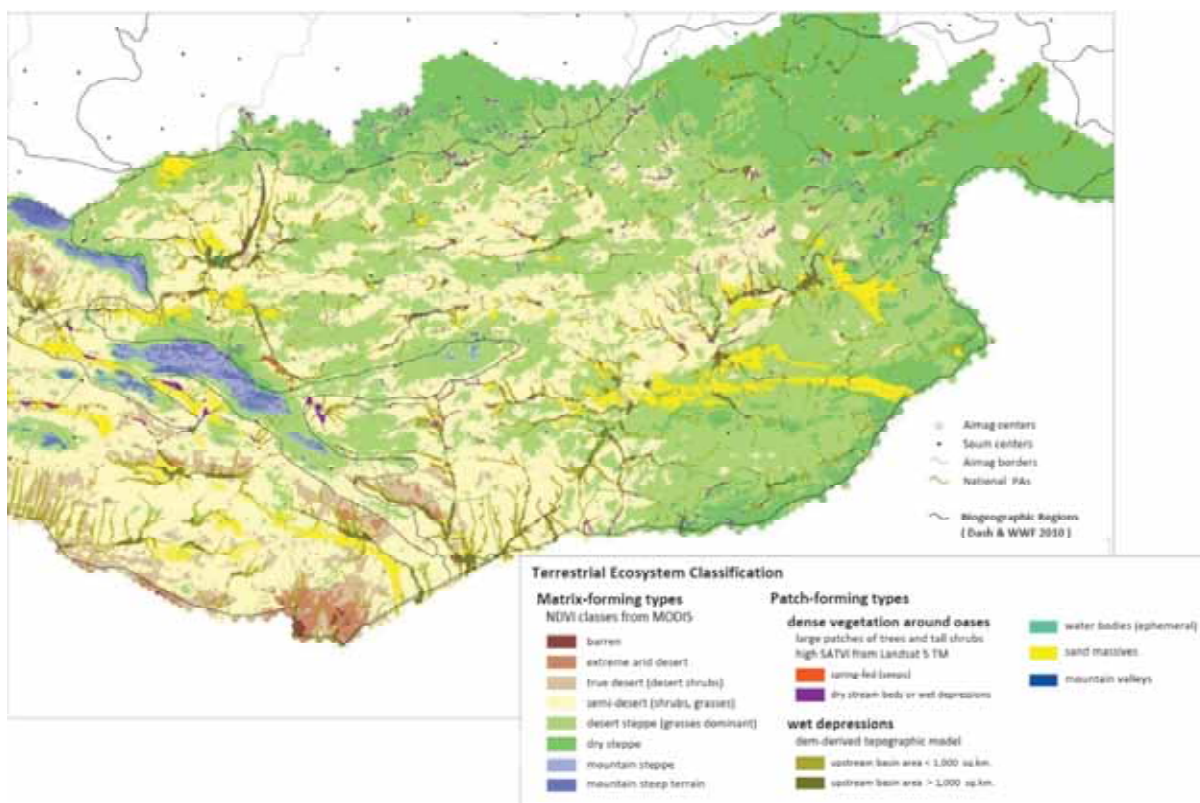 Aimag centers
Soum centers
Aimag borders
National PAs
Biogeographic Regions
( Dash & WWF 2010 )
Terrestrial Ecosystem Classification
Matrix-forming types
NDVI classes from MODIS
barren
extreme arid desert
true desert (desert shrubs)
semi-desert (shrubs, grasses)
desert steppe (grasses dominant)
dry steppe
mountain steppe
mountain steep terrain
Patch-forming types
dense vegetation around oases
large patches of trees and tall shrubs
high SATVI from Landsat 5 TM
spring-fed (seeps)
dry stream beds or wet depressions
wet depressions
dem-derived topographic model
upstream basin area < 1,000 sq.km.
upstream basin area > 1,000 sq.km.
water bodies (ephemeral)
sand massives
mountain valleys